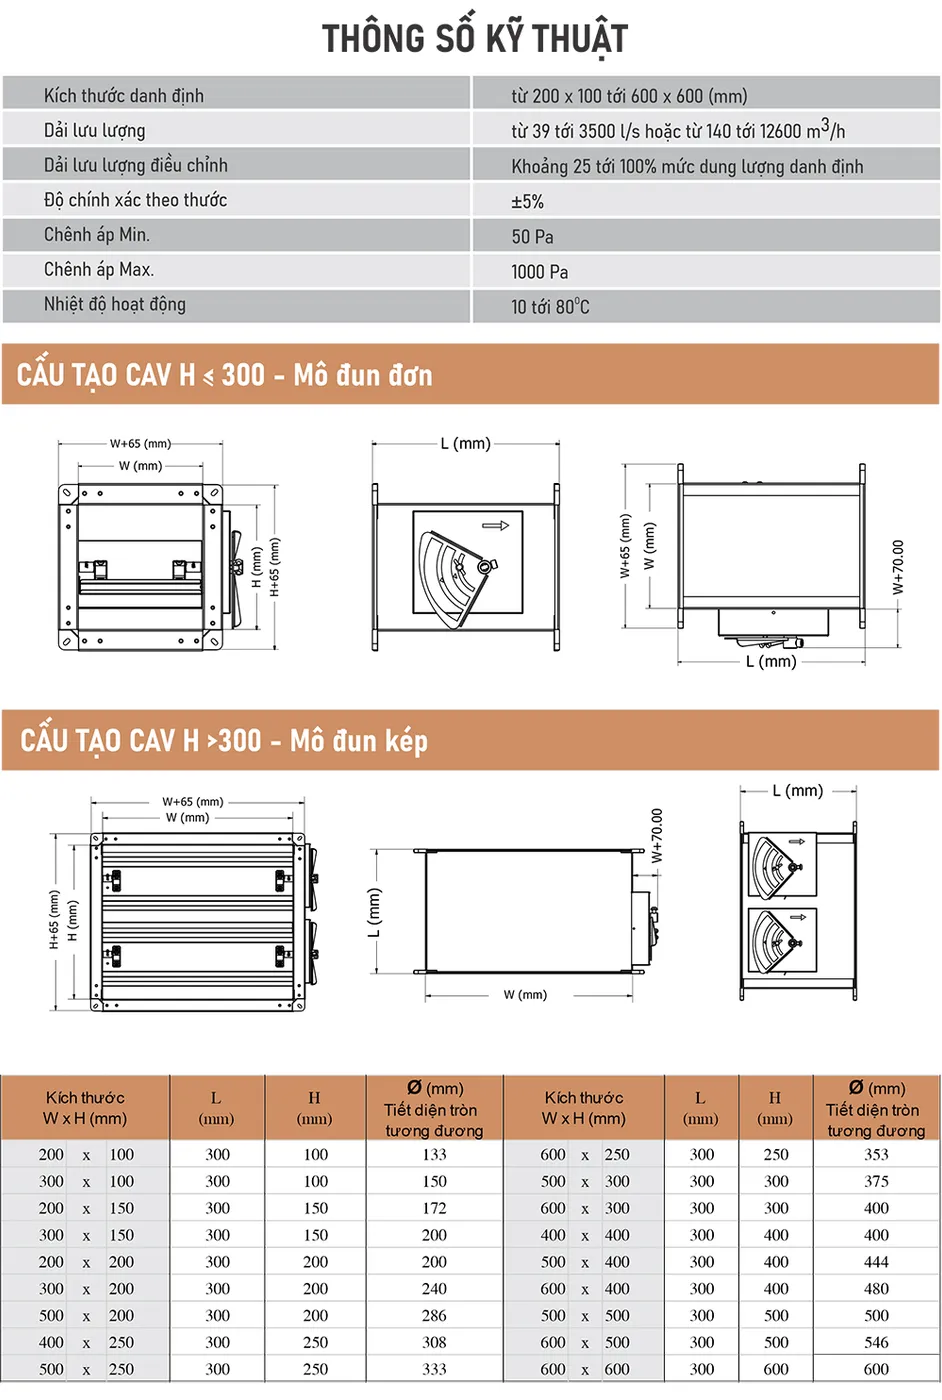 THÔNG SỐ KỸ THUẬT
Kích thước danh định từ 200 x 100 tới 600 x 600 (mm)
Dải lưu lượng từ 39 tới 3500 l/s hoặc từ 140 tới 12600 m³/h
Dải lưu lượng điều chỉnh Khoảng 25 tới 100% mức dung lượng danh định
Độ chính xác theo thước ±5%
Chênh áp Min. 50 Pa
Chênh áp Max. 1000 Pa
Nhiệt độ hoạt động 10 tới 80⁰C
CẤU TẠO CAV H ≤ 300 - Mô đun đơn
W+65 (mm)
W (mm)
H (mm)
H+65 (mm)
L (mm)
W+65 (mm)
W (mm)
W+70.00
L (mm)
CẤU TẠO CAV H >300 - Mô đun kép
W+65 (mm)
W (mm)
H+65 (mm)
H (mm)
L (mm)
W+70.00
W (mm)
L (mm)
Kích thước W x H (mm) L (mm) H (mm) Ø (mm) Tiết diện tròn tương đương Kích thước W x H (mm) L (mm) H (mm) Ø (mm) Tiết diện tròn tương đương
200 x 100 300 100 133 600 x 250 300 250 353
300 x 100 300 100 150 500 x 300 300 300 375
200 x 150 300 150 172 600 x 300 300 300 400
300 x 150 300 150 200 400 x 400 300 400 400
200 x 200 300 200 200 500 x 400 300 400 444
300 x 200 300 200 240 600 x 400 300 400 480
500 x 200 300 200 286 500 x 500 300 500 500
400 x 250 300 250 308 600 x 500 300 500 546
500 x 250 300 250 333 600 x 600 300 600 600